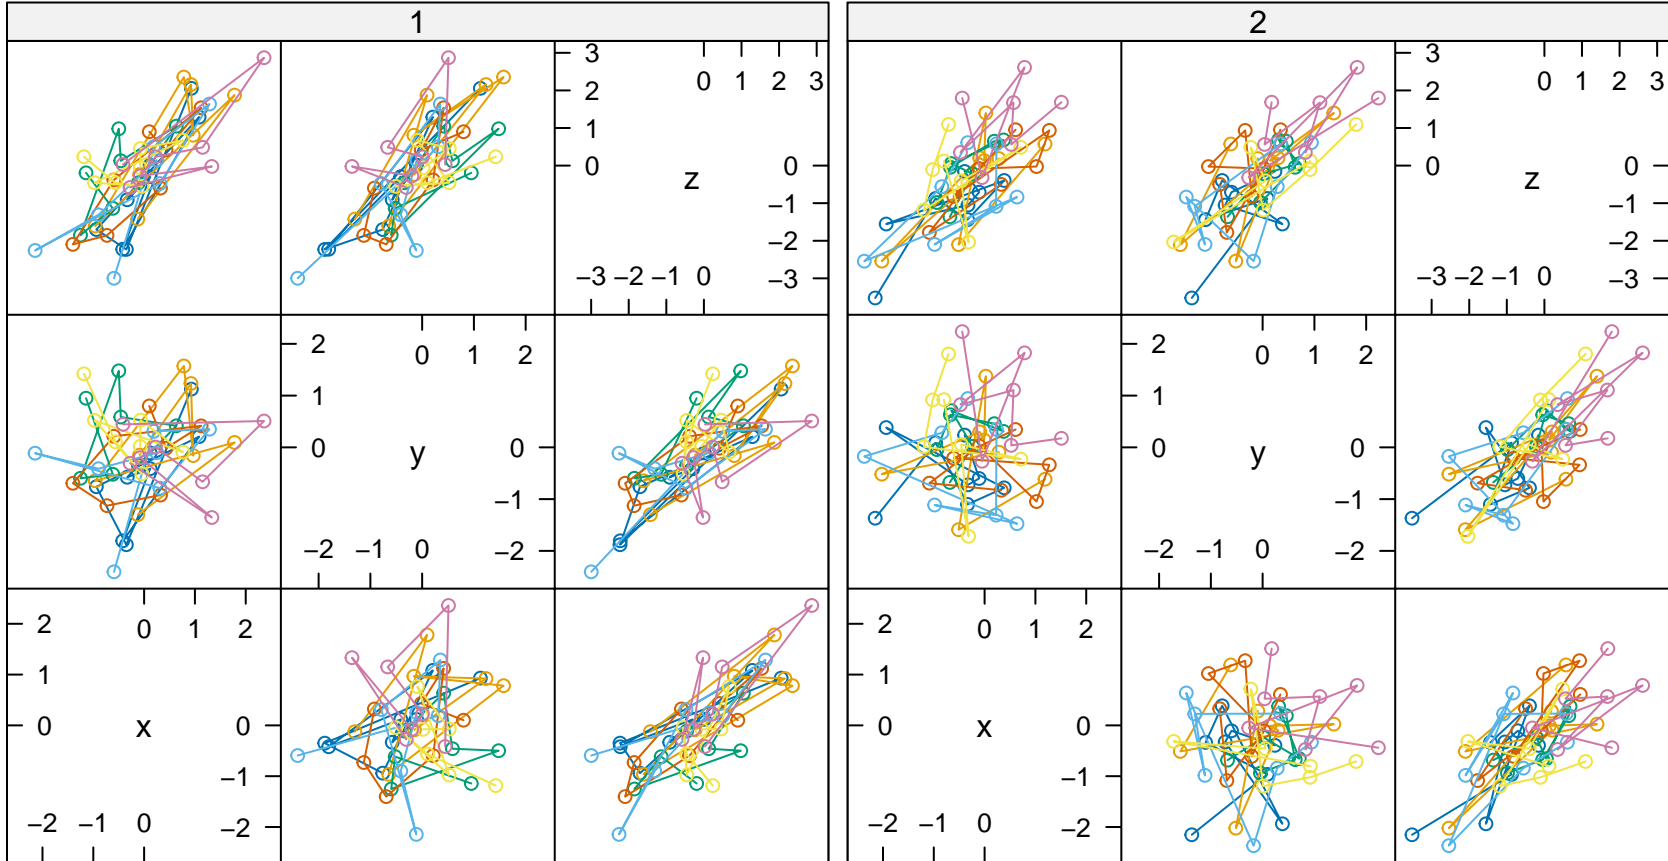 1 2
3 3
0 1 2 3 0 1 2 3
2 2
1 1
0 0 0 0
z z
−1 −1
−2 −2
−3 −2 −1 0 −3 −3 −2 −1 0 −3
2 0 1 2 2 0 1 2
1 1
0 y 0 0 y 0
−1 −1
−2 −1 0 −2 −2 −1 0 −2
2 0 1 2 2 0 1 2
1 1
0 x 0 0 x 0
−1 −1
−2 −1 0 −2 −2 −1 0 −2